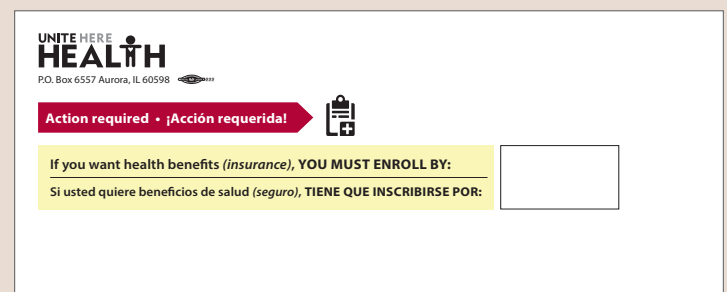 UNITE HERE
HEALTH
P.O. Box 6557 Aurora, IL 60598
Action required • ¡Acción requerida!
If you want health benefits (insurance), YOU MUST ENROLL BY:
Si usted quiere beneficios de salud (seguro), TIENE QUE INSCRIBIRSE POR: